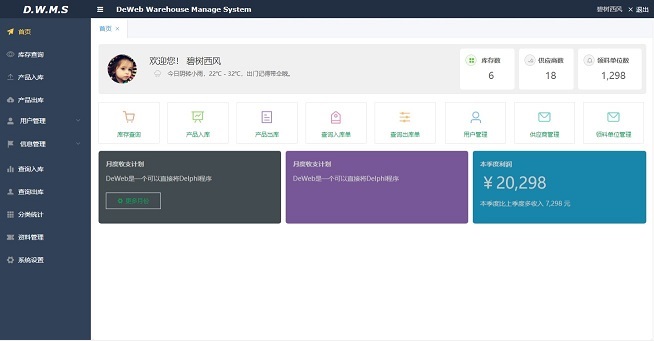 D.W.M.S
DeWeb Warehouse Manage System
碧树西风
退出
首页
库存查询
产品入库
产品出库
用户管理
信息管理
查询入库
查询出库
分类统计
资料管理
系统设置
首页 ×
欢迎您！ 碧树西风
今日阴转小雨，22℃ - 32℃，出门记得带伞哦。
库存数
6
供应商数
18
领料单位数
1,298
库存查询
产品入库
产品出库
查询入库单
查询出库单
用户管理
供应商管理
领料单位管理
月度收支计划
DeWeb是一个可以直接将Delphi程序
月度收支计划
DeWeb是一个可以直接将Delphi程序
本季度利润
￥20,298
本季度比上季度多收入 7,298 元